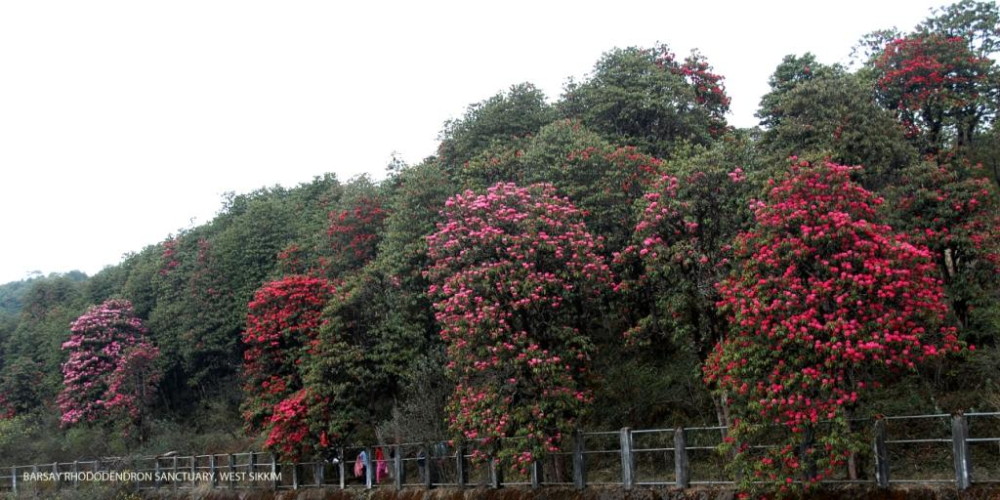 BARSAY RHODODENDRON SANCTUARY, WEST SIKKIM